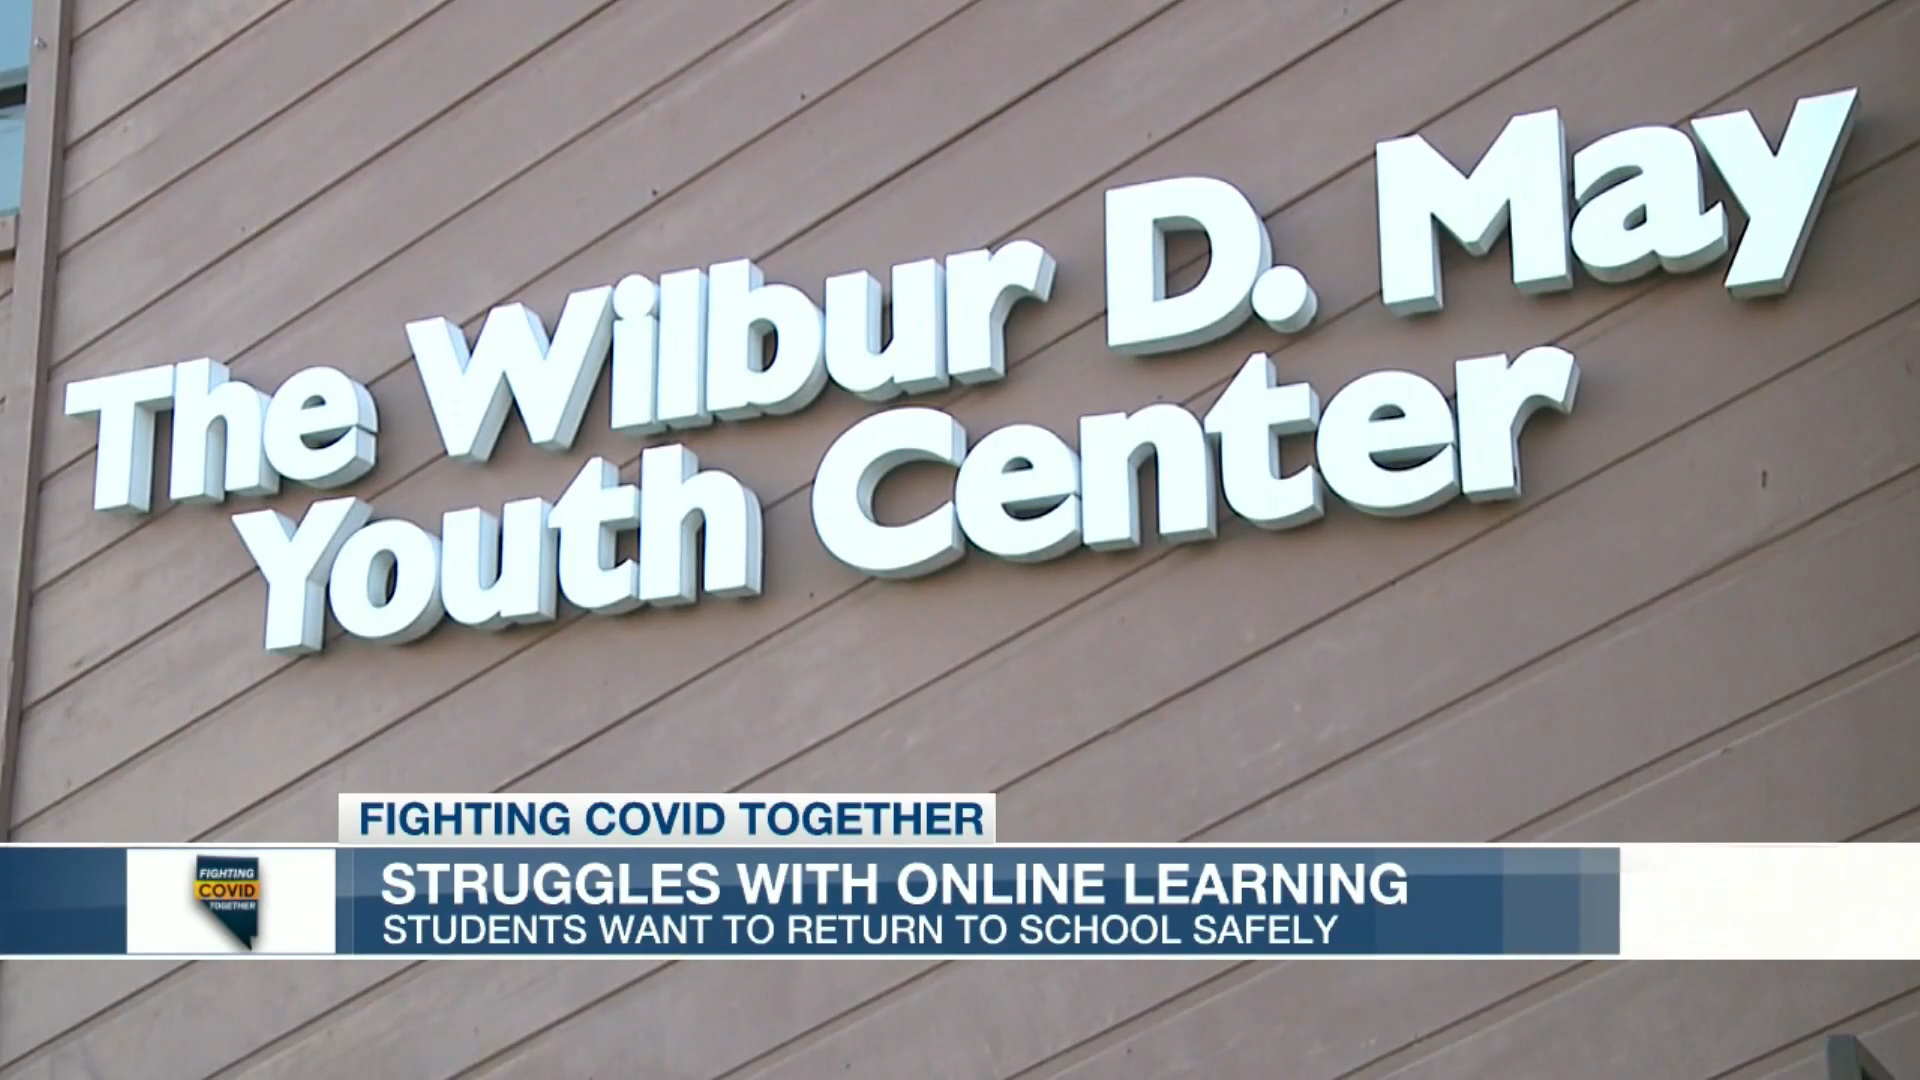 The Wilbur D. May
Youth Center
FIGHTING COVID TOGETHER
FIGHTING
COVID
TOGETHER
STRUGGLES WITH ONLINE LEARNING
STUDENTS WANT TO RETURN TO SCHOOL SAFELY